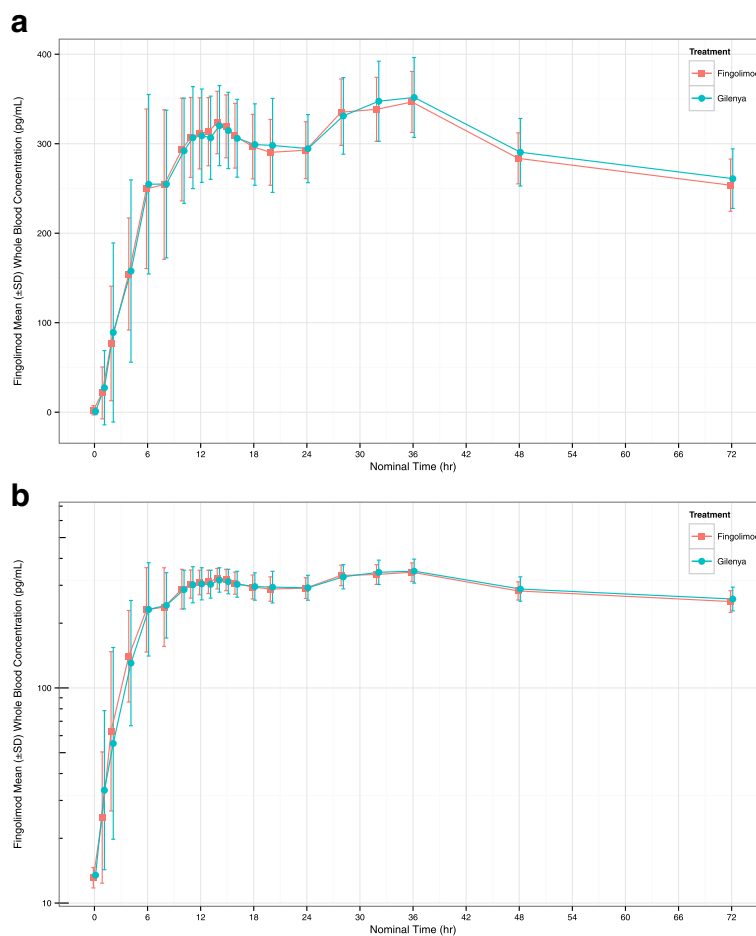 a
Fingolimod Mean (±SD) Whole Blood Concentration (pg/mL)
400
300
200
100
0
Treatment
Fingolimo
Gilenya
0 6 12 18 24 30 36 42 48 54 60 66 72
Nominal Time (hr)
b
Fingolimod Mean (±SD) Whole Blood Concentration (pg/mL)
100
10
Treatment
Fingolimo
Gilenya
0 6 12 18 24 30 36 42 48 54 60 66 72
Nominal Time (hr)